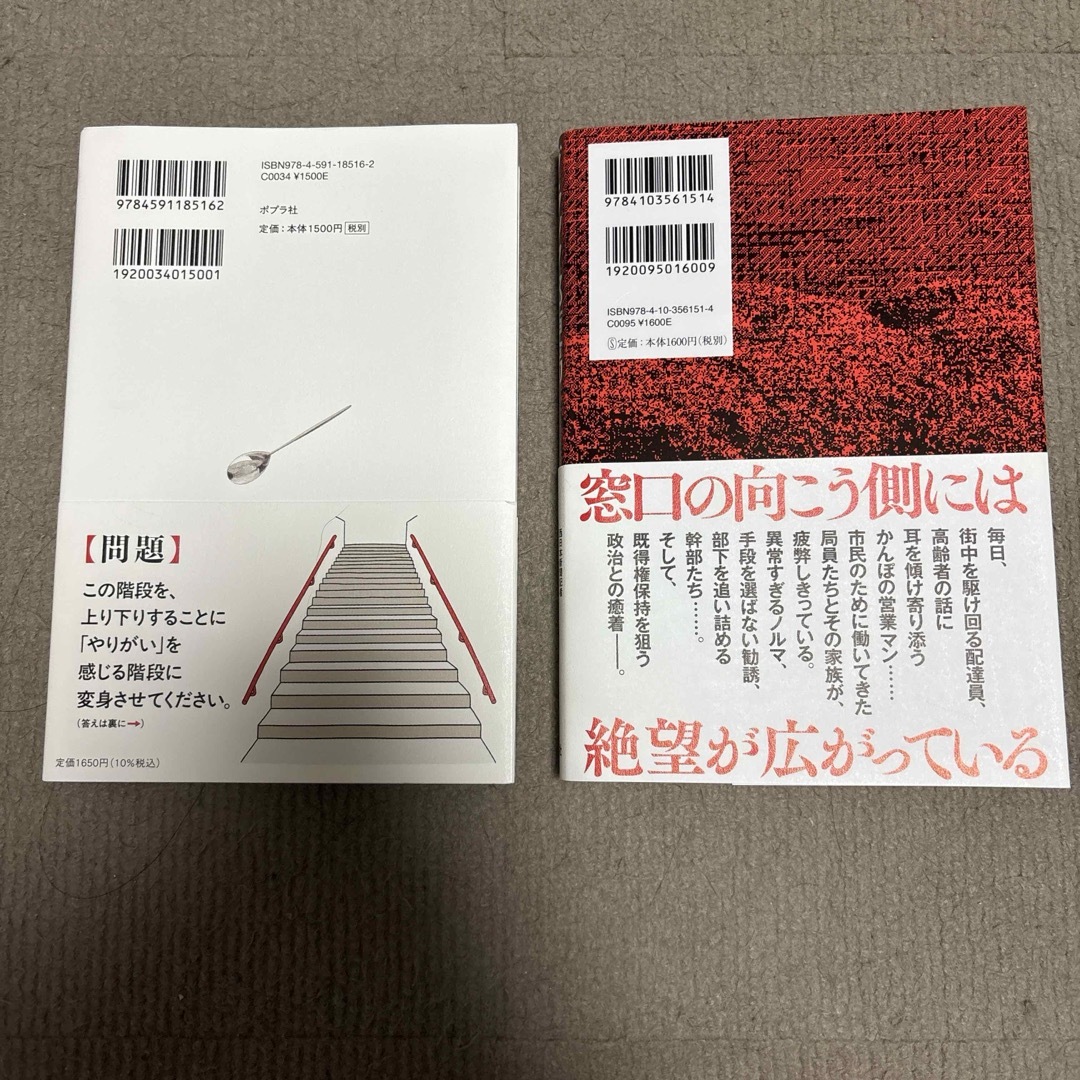 ISBN978-4-591-18516-2
C0034 ¥1500E
9784591185162
ポプラ社
定価：本体1500円 税別
1920034015001
【問題】
この階段を、
上り下りすることに
「やりがい」を
感じる階段に
変身させてください。
（答えは裏に→）
定価1650円（10%税込）
9784103561514
1920095016009
ISBN978-4-10-356151-4
C0095 ¥1600E
Ⓢ定価：本体1600円（税別）
窓口の向こう側には
毎日、
街中を駆け回る配達員、
高齢者の話に
耳を傾け寄り添う
かんぽの営業マン……
市民のために働いてきた
局員たちとその家族が、
疲弊しきっている。
異常すぎるノルマ、
手段を選ばない勧誘、
部下を追い詰める
幹部たち……。
そして、
既得権保持を狙う
政治との癒着——。
絶望が広がっている